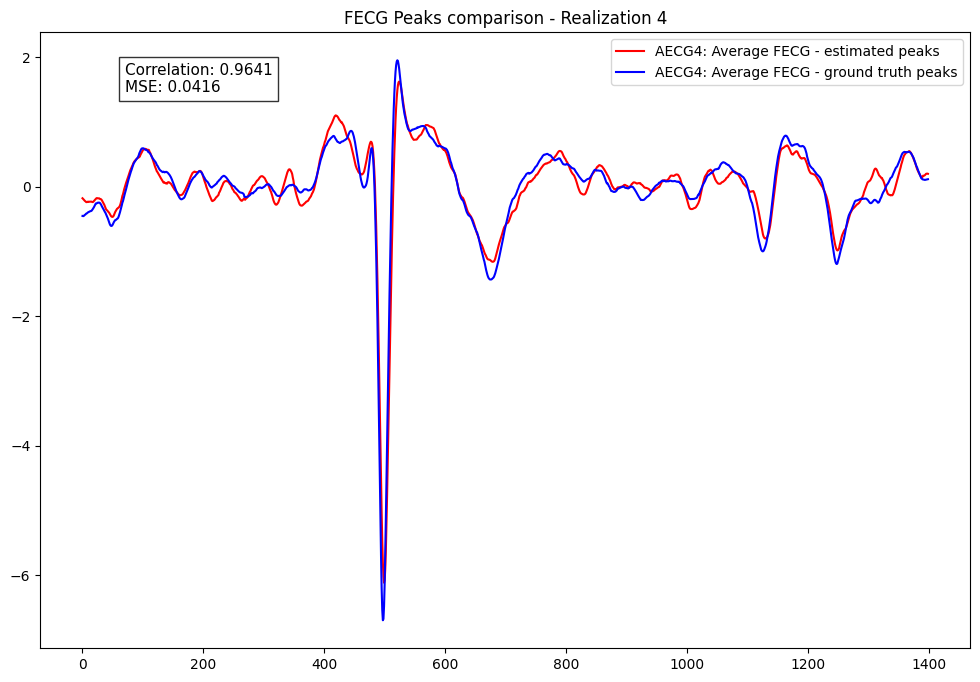 FECG Peaks comparison - Realization 4
AECG4: Average FECG - estimated peaks
AECG4: Average FECG - ground truth peaks
Correlation: 0.9641
MSE: 0.0416
2
0
−2
−4
−6
0 200 400 600 800 1000 1200 1400